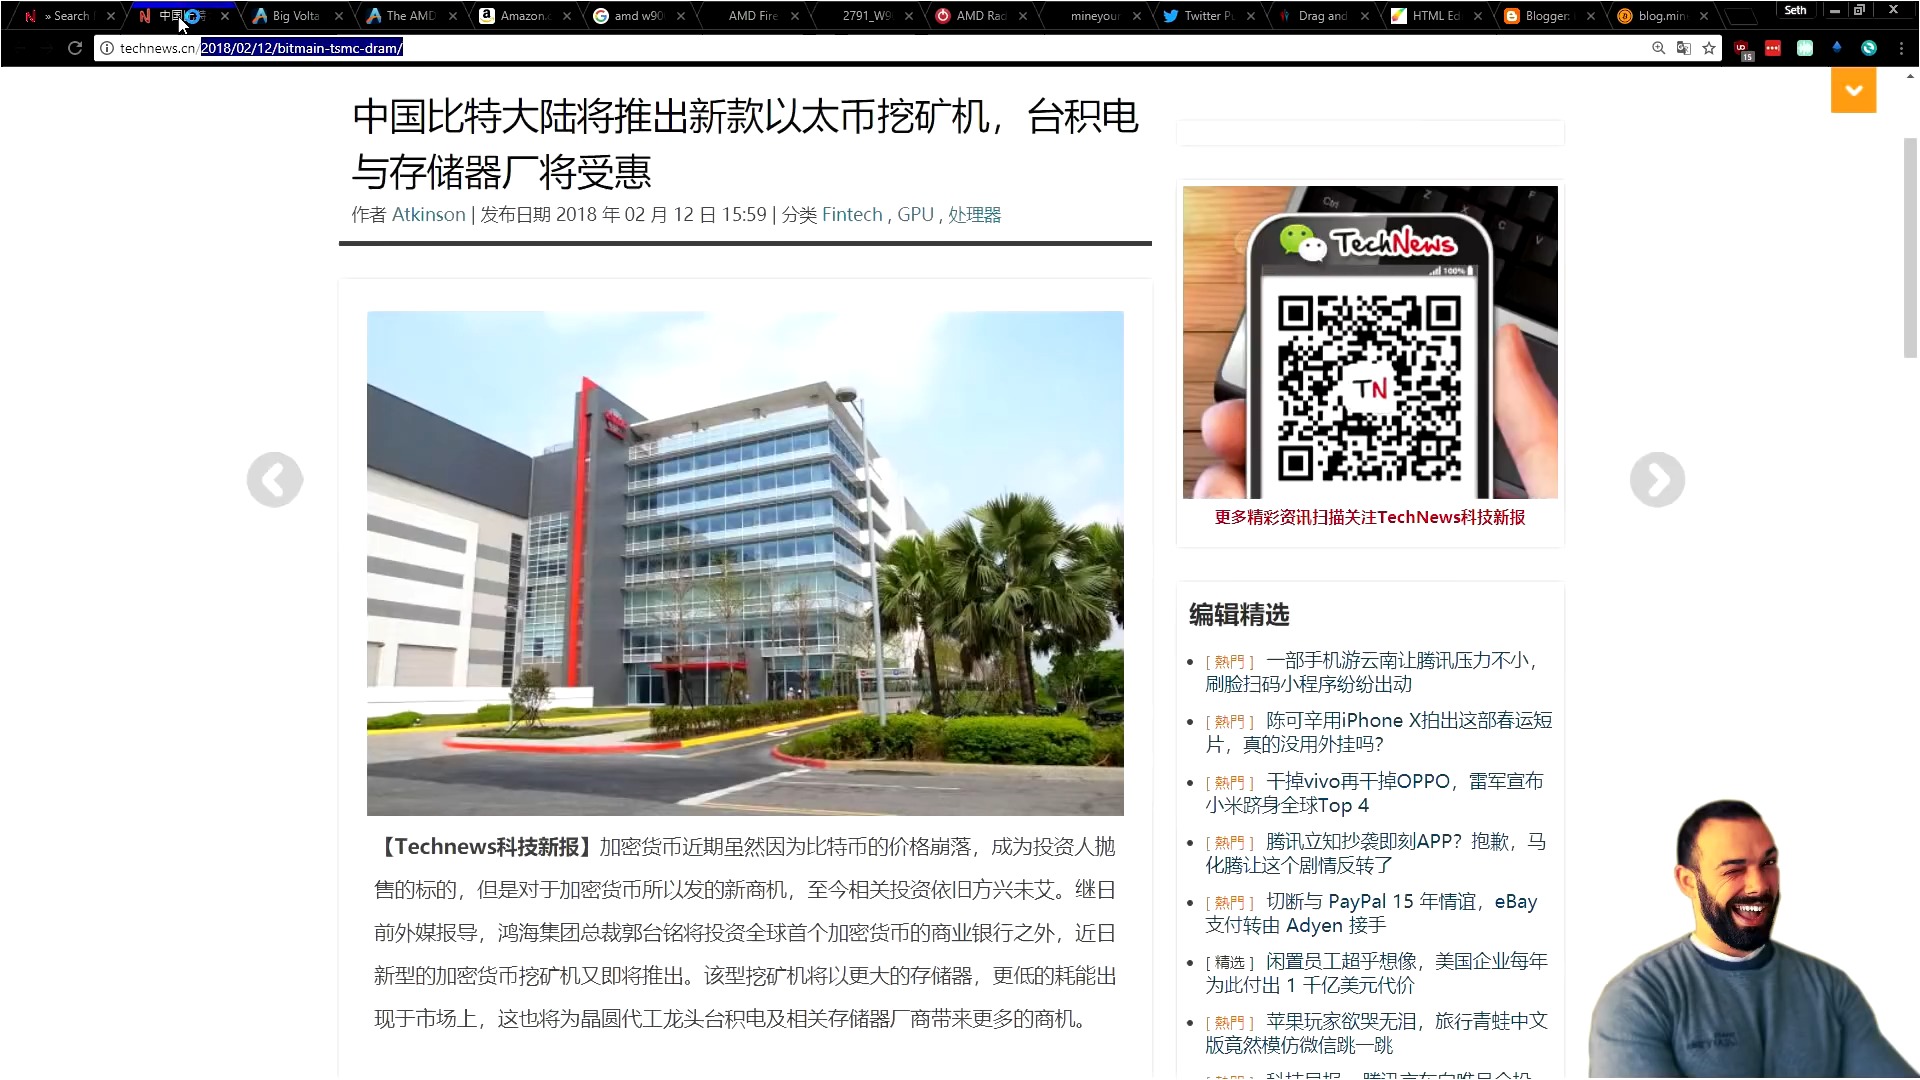 » Search
中国
Big Volta
The AMD
Amazon.c
amd w90
AMD Fire
2791_W9
AMD Rad
mineyour
Twitter P
Drag and
HTML Ed
Blogger:
blog.min
Seth
technews.cn/2018/02/12/bitmain-tsmc-dram/
15
中国比特大陆将推出新款以太币挖矿机，台积电
与存储器厂将受惠
作者 Atkinson | 发布日期 2018 年 02 月 12 日 15:59 | 分类 Fintech , GPU , 处理器
Ctrl
Z
C
V
TechNews
100%
TN
更多精彩资讯扫描关注TechNews科技新报
编辑精选
[ 熱門 ] 一部手机游云南让腾讯压力不小，
刷脸扫码小程序纷纷出动
[ 熱門 ] 陈可辛用iPhone X拍出这部春运短
片，真的没用外挂吗？
[ 熱門 ] 干掉vivo再干掉OPPO，雷军宣布
小米跻身全球Top 4
[ 熱門 ] 腾讯立知抄袭即刻APP？抱歉，马
化腾让这个剧情反转了
[ 熱門 ] 切断与 PayPal 15 年情谊，eBay
支付转由 Adyen 接手
[ 精选 ] 闲置员工超乎想像，美国企业每年
为此付出 1 千亿美元代价
[ 熱門 ] 苹果玩家欲哭无泪，旅行青蛙中文
版竟然模仿微信跳一跳
【Technews科技新报】加密货币近期虽然因为比特币的价格崩落，成为投资人抛
售的标的，但是对于加密货币所以发的新商机，至今相关投资依旧方兴未艾。继日
前外媒报导，鸿海集团总裁郭台铭将投资全球首个加密货币的商业银行之外，近日
新型的加密货币挖矿机又即将推出。该型挖矿机将以更大的存储器，更低的耗能出
现于市场上，这也将为晶圆代工龙头台积电及相关存储器厂商带来更多的商机。